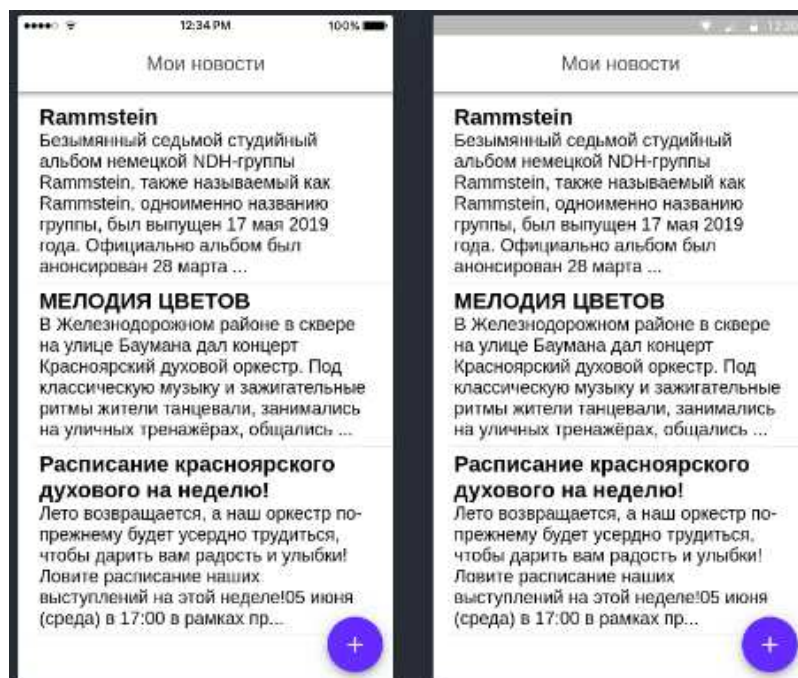 12:34 PM
100%
Мои новости
Rammstein
Безымянный седьмой студийный
альбом немецкой NDH-группы
Rammstein, также называемый как
Rammstein, одноименно названию
группы, был выпущен 17 мая 2019
года. Официально альбом был
анонсирован 28 марта ...
МЕЛОДИЯ ЦВЕТОВ
В Железнодорожном районе в сквере
на улице Баумана дал концерт
Красноярский духовой оркестр. Под
классическую музыку и зажигательные
ритмы жители танцевали, занимались
на уличных тренажёрах, общались ...
Расписание красноярского
духового на неделю!
Лето возвращается, а наш оркестр по-
прежнему будет усердно трудиться,
чтобы дарить вам радость и улыбки!
Ловите расписание наших
выступлений на этой неделе!05 июня
(среда) в 17:00 в рамках пр...
+
Мои новости
Rammstein
Безымянный седьмой студийный
альбом немецкой NDH-группы
Rammstein, также называемый как
Rammstein, одноименно названию
группы, был выпущен 17 мая 2019
года. Официально альбом был
анонсирован 28 марта ...
МЕЛОДИЯ ЦВЕТОВ
В Железнодорожном районе в сквере
на улице Баумана дал концерт
Красноярский духовой оркестр. Под
классическую музыку и зажигательные
ритмы жители танцевали, занимались
на уличных тренажёрах, общались ...
Расписание красноярского
духового на неделю!
Лето возвращается, а наш оркестр по-
прежнему будет усердно трудиться,
чтобы дарить вам радость и улыбки!
Ловите расписание наших
выступлений на этой неделе!05 июня
(среда) в 17:00 в рамках пр...
+